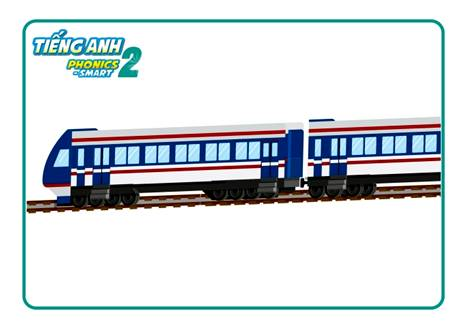 TIẾNG ANH
PHONICS
-SMART
2